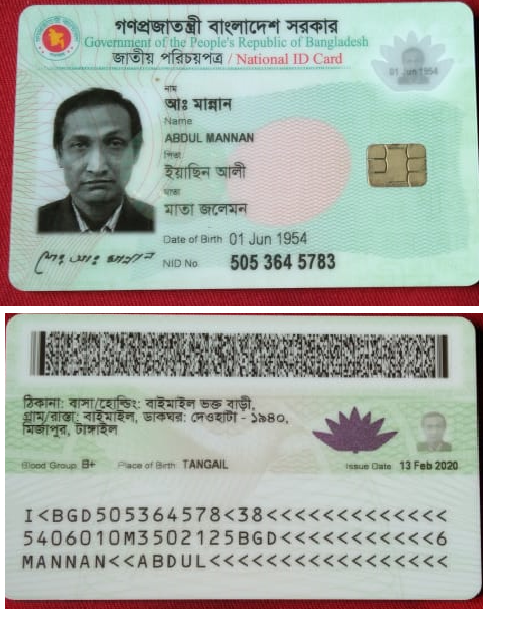 গণপ্রজাতন্ত্রী বাংলাদেশ সরকার
Government of the People's Republic of Bangladesh
জাতীয় পরিচয়পত্র / National ID Card
01 Jun 1954
নাম
আঃ মান্নান
Name
ABDUL MANNAN
পিতা
ইয়াছিন আলী
মাতা
মাতা জলেমন
Date of Birth 01 Jun 1954
NID No. 505 364 5783
মোঃ আঃ মান্নান
ঠিকানা: বাসা/হোল্ডিং: বাইমাইল ভক্ত বাড়ী,
গ্রাম/রাস্তা: বাইমাইল, ডাকঘর: দেওহাটা - ১৯৪০,
মির্জাপুর, টাঙ্গাইল
Blood Group: B+ Place of Birth: TANGAIL Issue Date: 13 Feb 2020
I<BGD505364578<38<<<<<<<<<<<<<
5406010M3502125BGD<<<<<<<<<<<6
MANNAN<<ABDUL<<<<<<<<<<<<<<<<<